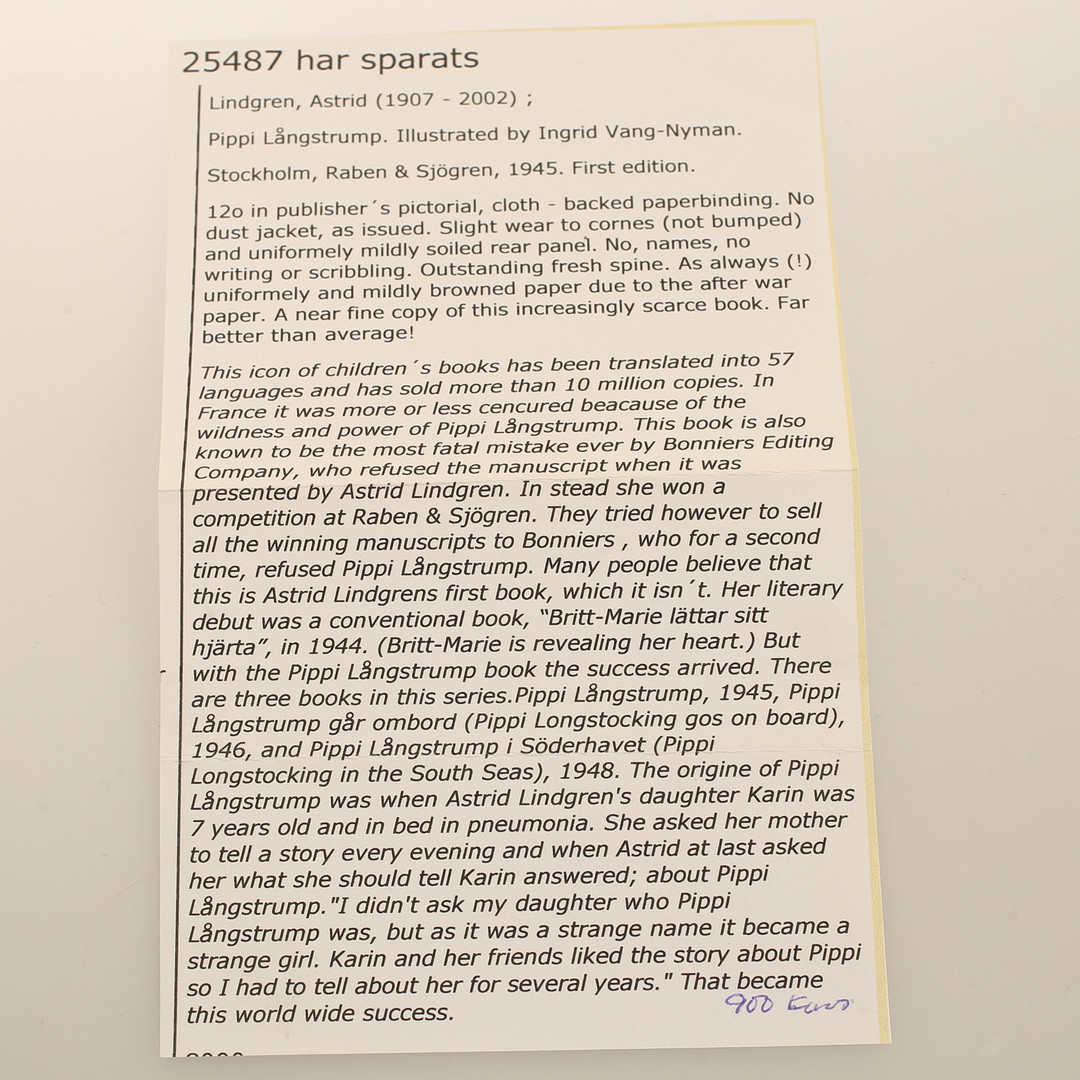 25487 har sparats
Lindgren, Astrid (1907 - 2002) ;
Pippi Långstrump. Illustrated by Ingrid Vang-Nyman.
Stockholm, Raben & Sjögren, 1945. First edition.
12o in publisher´s pictorial, cloth - backed paperbinding. No
dust jacket, as issued. Slight wear to cornes (not bumped)
and uniformely mildly soiled rear panel. No, names, no
writing or scribbling. Outstanding fresh spine. As always (!)
uniformely and mildly browned paper due to the after war
paper. A near fine copy of this increasingly scarce book. Far
better than average!
This icon of children´s books has been translated into 57
languages and has sold more than 10 million copies. In
France it was more or less cencured beacause of the
wildness and power of Pippi Långstrump. This book is also
known to be the most fatal mistake ever by Bonniers Editing
Company, who refused the manuscript when it was
presented by Astrid Lindgren. In stead she won a
competition at Raben & Sjögren. They tried however to sell
all the winning manuscripts to Bonniers , who for a second
time, refused Pippi Långstrump. Many people believe that
this is Astrid Lindgrens first book, which it isn´t. Her literary
debut was a conventional book, "Britt-Marie lättar sitt
hjärta", in 1944. (Britt-Marie is revealing her heart.) But
with the Pippi Långstrump book the success arrived. There
are three books in this series.Pippi Långstrump, 1945, Pippi
Långstrump går ombord (Pippi Longstocking gos on board),
1946, and Pippi Långstrump i Söderhavet (Pippi
Longstocking in the South Seas), 1948. The origine of Pippi
Långstrump was when Astrid Lindgren's daughter Karin was
7 years old and in bed in pneumonia. She asked her mother
to tell a story every evening and when Astrid at last asked
her what she should tell Karin answered; about Pippi
Långstrump."I didn't ask my daughter who Pippi
Långstrump was, but as it was a strange name it became a
strange girl. Karin and her friends liked the story about Pippi
so I had to tell about her for several years." That became
this world wide success.
900 Euro